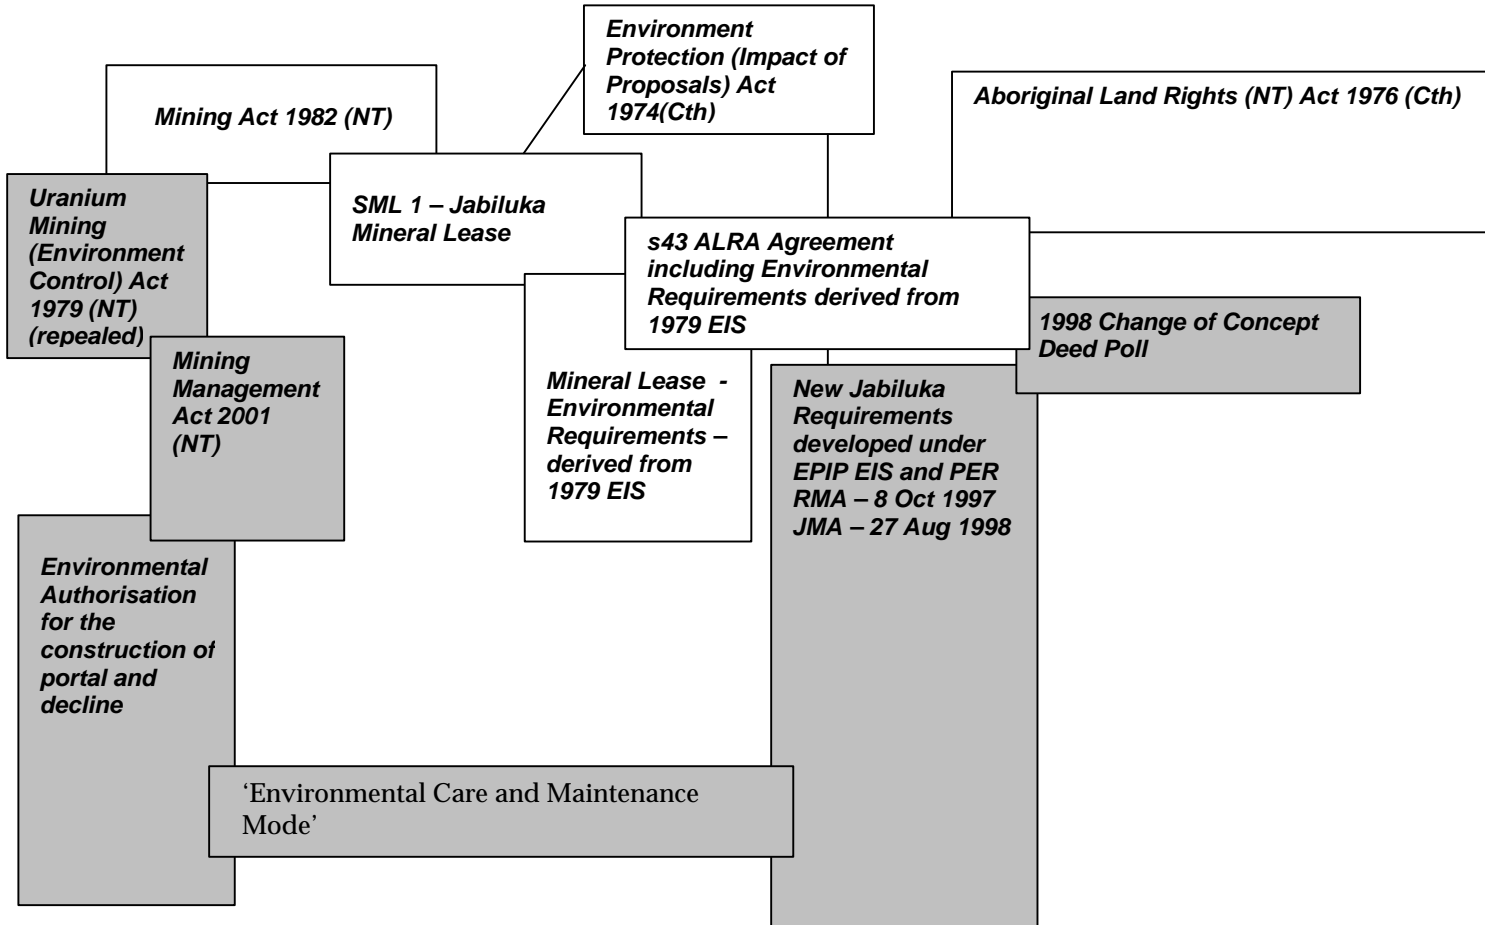 Environment
Protection (Impact of
Proposals) Act
1974(Cth)
Aboriginal Land Rights (NT) Act 1976 (Cth)
Mining Act 1982 (NT)
Uranium
Mining
(Environment
Control) Act
1979 (NT)
(repealed)
SML 1 – Jabiluka
Mineral Lease
s43 ALRA Agreement
including Environmental
Requirements derived from
1979 EIS
1998 Change of Concept
Deed Poll
Mining
Management
Act 2001
(NT)
Mineral Lease -
Environmental
Requirements –
derived from
1979 EIS
New Jabiluka
Requirements
developed under
EPIP EIS and PER
RMA – 8 Oct 1997
JMA – 27 Aug 1998
Environmental
Authorisation
for the
construction of
portal and
decline
‘Environmental Care and Maintenance
Mode’